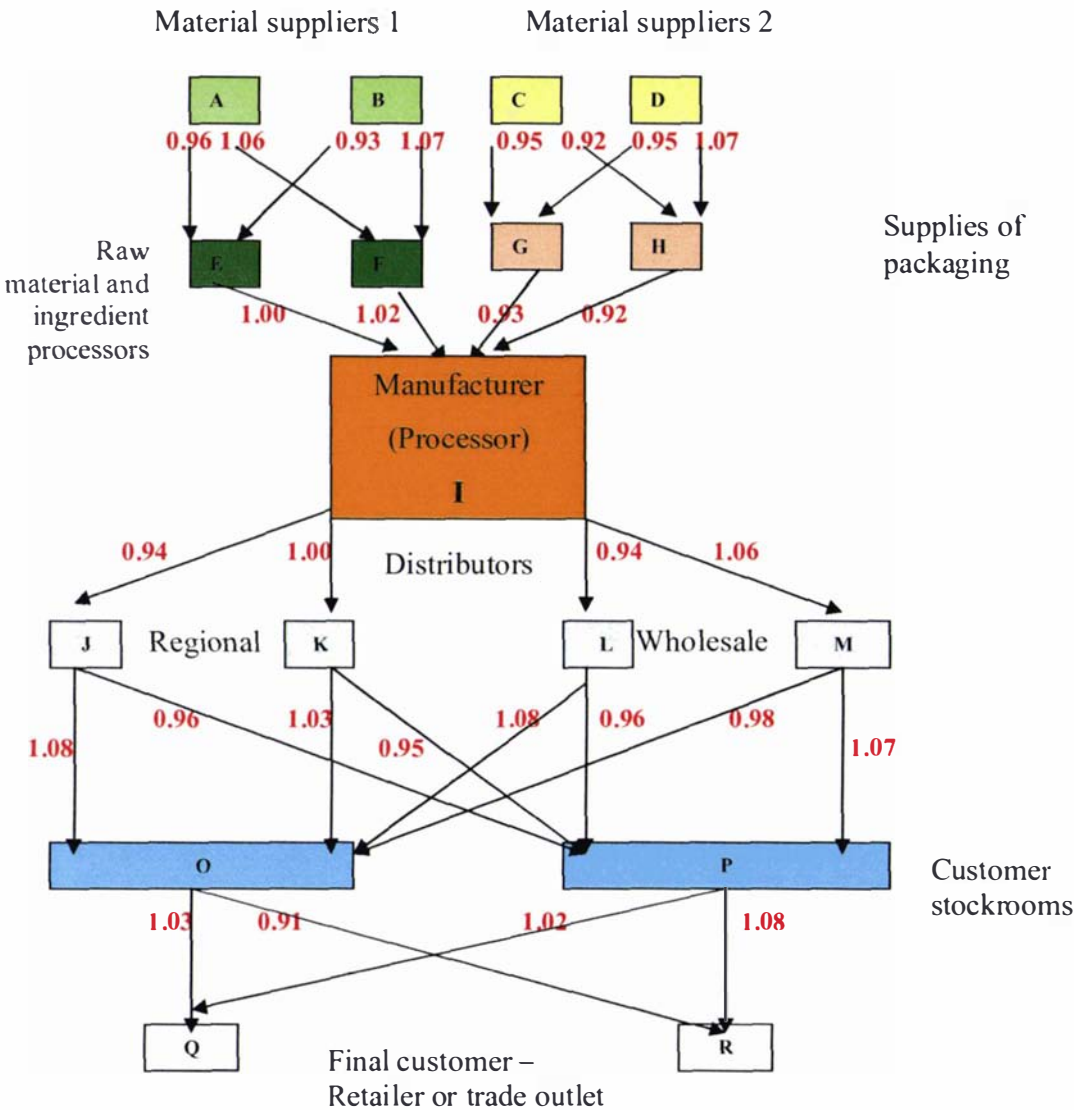 Material suppliers 1
Material suppliers 2
A
B
C
D
0.96 1.06
0.93 1.07
0.95 0.92 0.95 1.07
Raw
material and
ingredient
processors
E
F
G
H
Supplies of
packaging
1.00
1.02
0.93
0.92
Manufacturer
(Processor)
I
0.94
1.00
Distributors
0.94
1.06
J
Regional
K
L
Wholesale
M
1.08
0.96
1.03
0.95
1.08
0.96
0.98
1.07
O
P
Customer
stockrooms
1.03
0.91
1.02
1.08
Q
R
Final customer –
Retailer or trade outlet